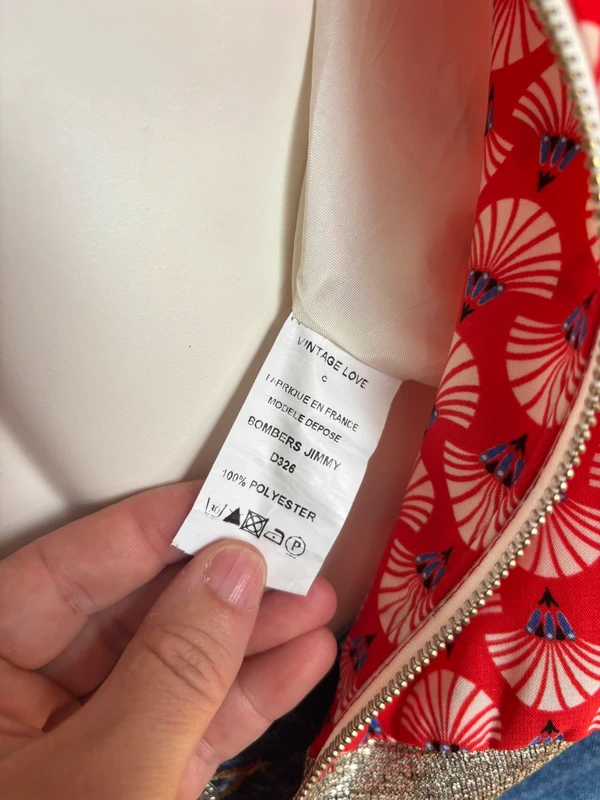 VINTAGE LOVE
C
FABRIQUE EN FRANCE
MODELE DEPOSE
BOMBERS JIMMY
D326
100% POLYESTER
P